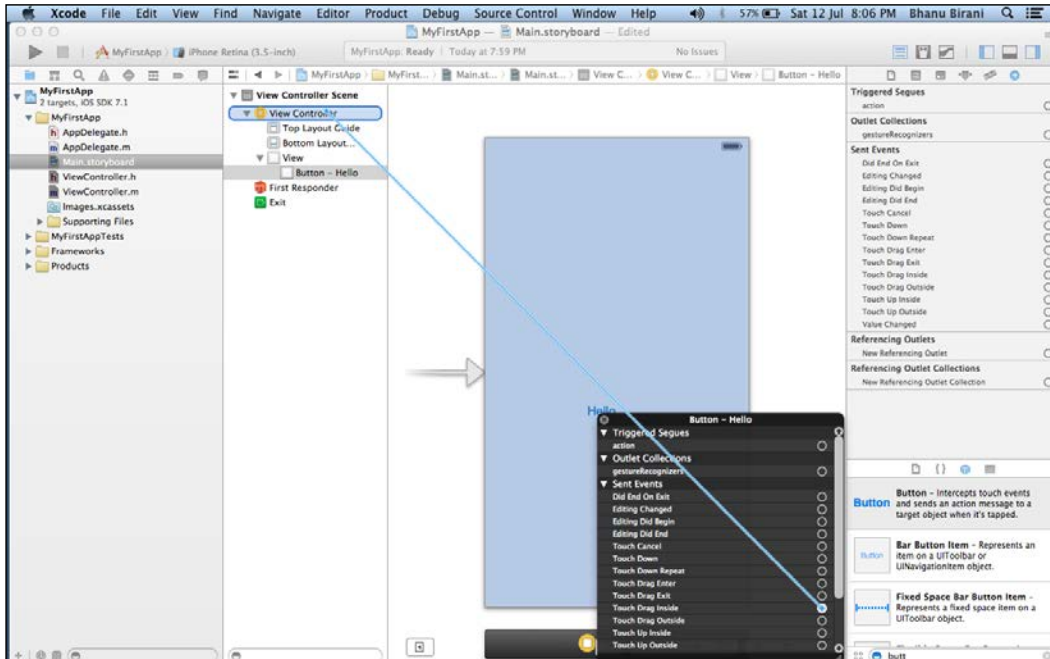 Xcode File Edit View Find Navigate Editor Product Debug Source Control Window Help 57% Sat 12 Jul 8:06 PM Bhanu Birani
MyFirstApp — Main.storyboard — Edited
MyFirstApp iPhone Retina (3.5-inch) MyFirstApp: Ready Today at 7:59 PM No Issues
MyFirstApp MyFirst... Main.st... Main.st... View C... View C... View Button - Hello
MyFirstApp
2 targets, iOS SDK 7.1
MyFirstApp
AppDelegate.h
AppDelegate.m
Main.storyboard
ViewController.h
ViewController.m
Images.xcassets
Supporting Files
MyFirstAppTests
Frameworks
Products
View Controller Scene
View Controller
Top Layout Guide
Bottom Layout...
View
Button - Hello
First Responder
Exit
Hello
Button - Hello
Triggered Segues
action
Outlet Collections
gestureRecognizers
Sent Events
Did End On Exit
Editing Changed
Editing Did Begin
Editing Did End
Touch Cancel
Touch Down
Touch Down Repeat
Touch Drag Enter
Touch Drag Exit
Touch Drag Inside
Touch Drag Outside
Touch Up Inside
Touch Up Outside
Triggered Segues
action
Outlet Collections
gestureRecognizers
Sent Events
Did End On Exit
Editing Changed
Editing Did Begin
Editing Did End
Touch Cancel
Touch Down
Touch Down Repeat
Touch Drag Enter
Touch Drag Exit
Touch Drag Inside
Touch Drag Outside
Touch Up Inside
Touch Up Outside
Value Changed
Referencing Outlets
New Referencing Outlet
Referencing Outlet Collections
New Referencing Outlet Collection
Button
Button - Intercepts touch events
and sends an action message to a
target object when it's tapped.
Button
Bar Button Item - Represents an
item on a UIToolbar or
UINavigationItem object.
Fixed Space Bar Button Item -
Represents a fixed space item on a
UIToolbar object.
butt